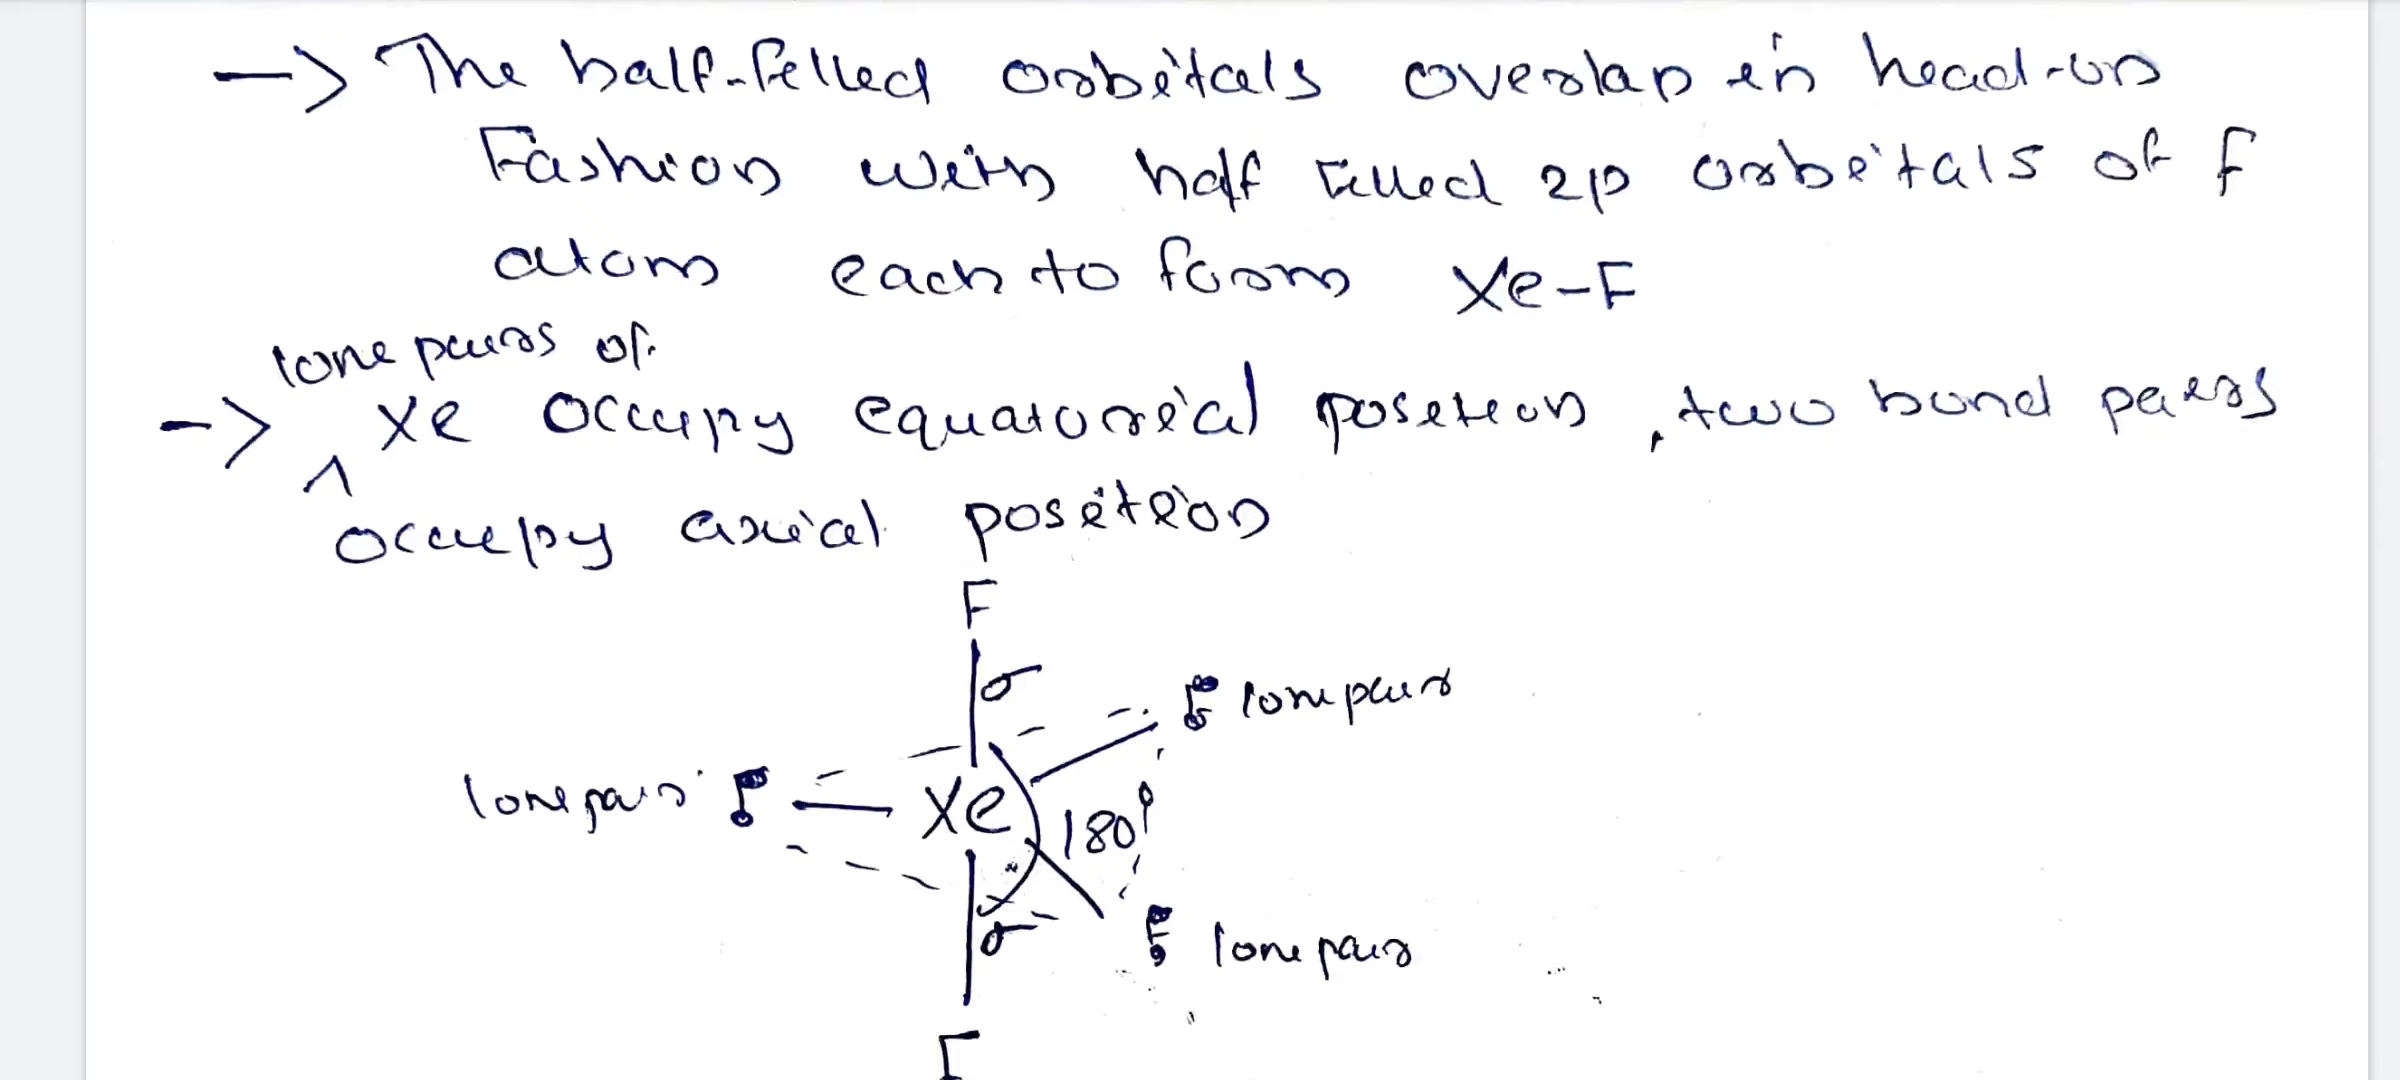 → The half-filled orbitals overlap in head-on
Fashion with half filled 2p orbitals of F
atom each to form Xe-F
lone pairs of
→ ^ Xe occupy equatorial position, two bond pairs
occupy axial position
F
σ
lone pair
lone pair Xe 180°
σ lone pair
F